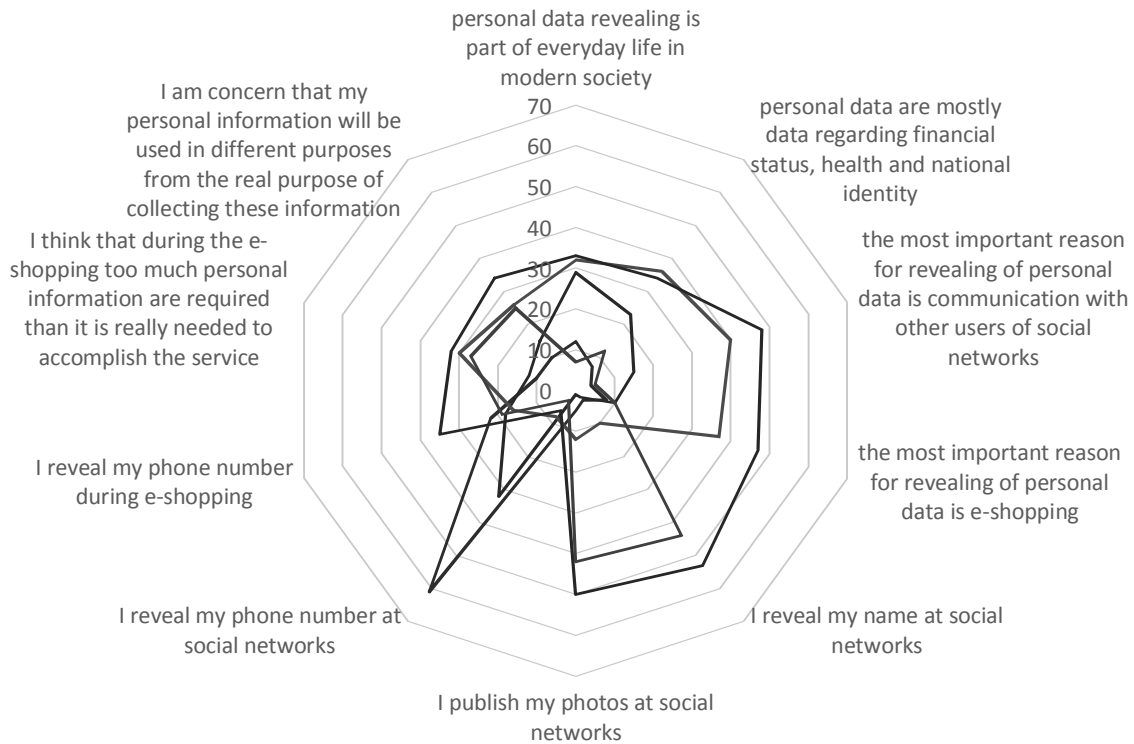 personal data revealing is
part of everyday life in
modern society
personal data are mostly
data regarding financial
status, health and national
identity
the most important reason
for revealing of personal
data is communication with
other users of social
networks
the most important reason
for revealing of personal
data is e-shopping
I reveal my name at social
networks
I publish my photos at social
networks
I reveal my phone number at
social networks
I reveal my phone number
during e-shopping
I think that during the e-
shopping too much personal
information are required
than it is really needed to
accomplish the service
I am concern that my
personal information will be
used in different purposes
from the real purpose of
collecting these information
70
60
50
40
30
20
10
0